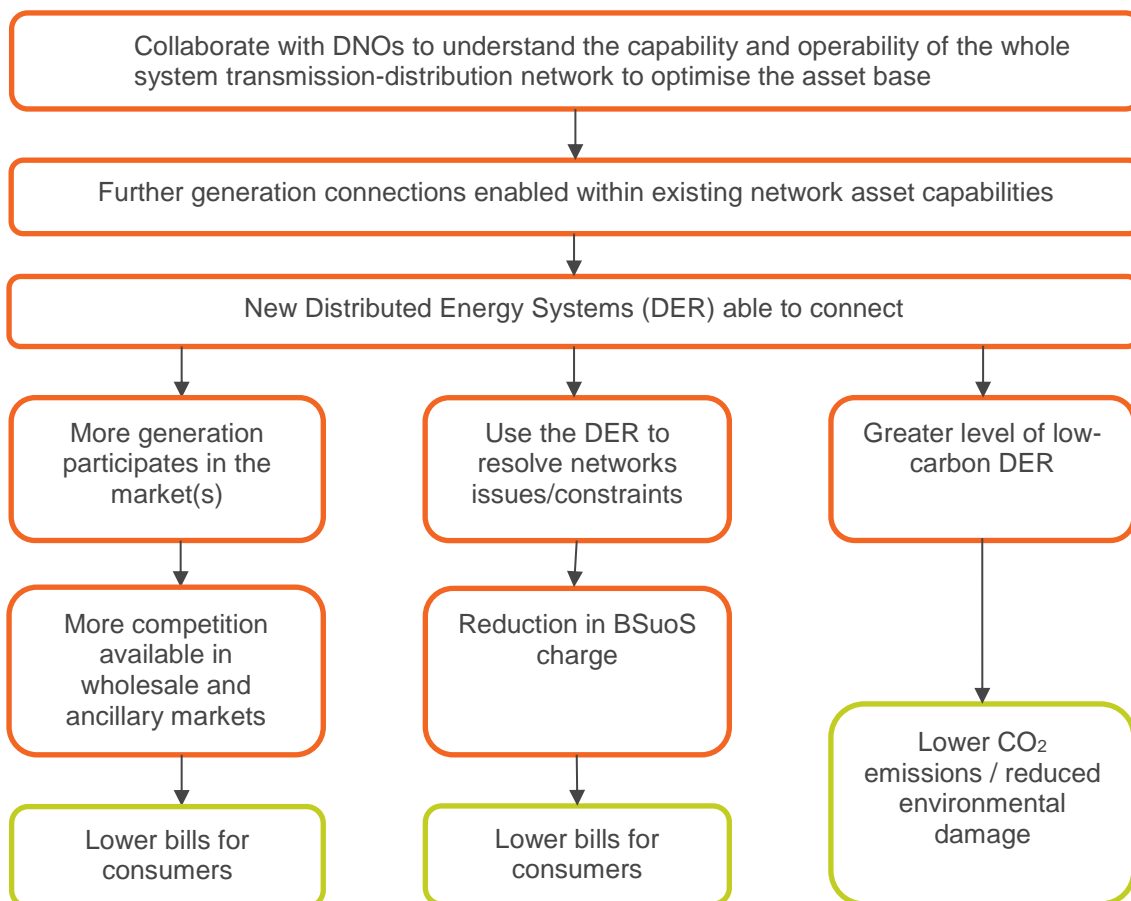 Collaborate with DNOs to understand the capability and operability of the whole
system transmission-distribution network to optimise the asset base
Further generation connections enabled within existing network asset capabilities
New Distributed Energy Systems (DER) able to connect
More generation
participates in the
market(s)
Use the DER to
resolve networks
issues/constraints
Greater level of low-
carbon DER
More competition
available in
wholesale and
ancillary markets
Reduction in BSuoS
charge
Lower CO₂
emissions / reduced
environmental
damage
Lower bills for
consumers
Lower bills for
consumers